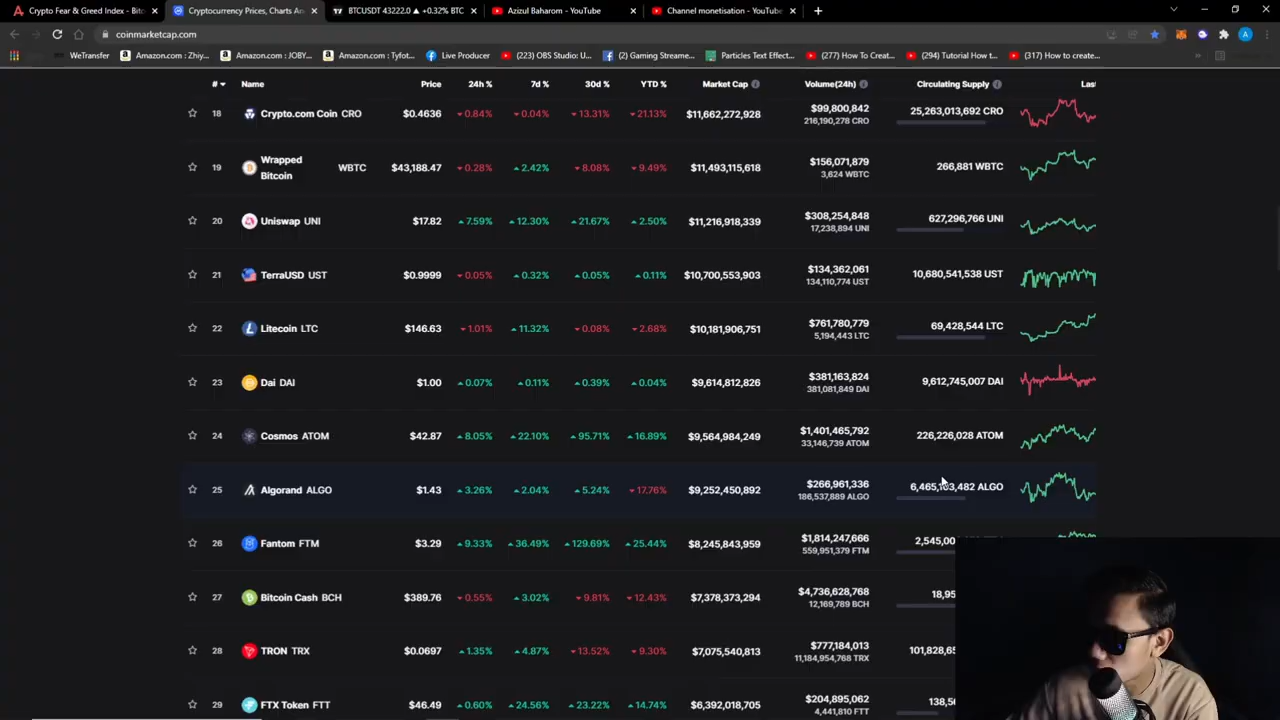 Crypto Fear & Greed Index - Bitc
Cryptocurrency Prices, Charts An
BTCUSDT 43222.0 ▲ +0.32% BTC
Azizul Baharom - YouTube
Channel monetisation - YouTube
coinmarketcap.com
WeTransfer
Amazon.com : Zhiy...
Amazon.com : JOBY...
Amazon.com : Tyfot...
Live Producer
(223) OBS Studio: U...
(2) Gaming Streame...
Particles Text Effect...
(277) How To Creat...
(294) Tutorial How t...
(317) How to create...
# Name Price 24h % 7d % 30d % YTD % Market Cap Volume(24h) Circulating Supply Las
18 Crypto.com Coin CRO $0.4636 0.84% 0.04% 13.31% 21.13% $11,662,272,928 $99,800,842 25,263,013,692 CRO
216,190,278 CRO
19 Wrapped Bitcoin WBTC $43,188.47 0.28% 2.42% 8.08% 9.49% $11,493,115,618 $156,071,879 266,881 WBTC
3,624 WBTC
20 Uniswap UNI $17.82 7.59% 12.30% 21.67% 2.50% $11,216,918,339 $308,254,848 627,296,766 UNI
17,238,894 UNI
21 TerraUSD UST $0.9999 0.05% 0.32% 0.05% 0.11% $10,700,553,903 $134,362,061 10,680,541,538 UST
134,110,774 UST
22 Litecoin LTC $146.63 1.01% 11.32% 0.08% 2.68% $10,181,906,751 $761,780,779 69,428,544 LTC
5,194,443 LTC
23 Dai DAI $1.00 0.07% 0.11% 0.39% 0.04% $9,614,812,826 $381,163,824 9,612,745,007 DAI
381,081,849 DAI
24 Cosmos ATOM $42.87 8.05% 22.10% 95.71% 16.89% $9,564,984,249 $1,401,465,792 226,226,028 ATOM
33,146,739 ATOM
25 Algorand ALGO $1.43 3.26% 2.04% 5.24% 17.76% $9,252,450,892 $266,961,336 ALGO
186,537,889 ALGO
26 Fantom FTM $3.29 9.33% 36.49% 129.69% 25.44% $8,245,843,959 $1,814,247,666 2,545,00
559,951,379 FTM
27 Bitcoin Cash BCH $389.76 0.55% 3.02% 9.81% 12.43% $7,378,373,294 $4,736,628,768 18,95
12,169,789 BCH
28 TRON TRX $0.0697 1.35% 4.87% 13.52% 9.30% $7,075,540,813 $777,184,013 101,828,65
11,184,954,768 TRX
29 FTX Token FTT $46.49 0.60% 24.56% 23.22% 14.74% $6,392,018,705 $204,895,062 138,50
4,441,871 FTT